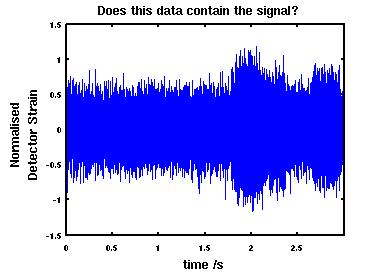 Does this data contain the signal?
1.5
1
0.5
0
-0.5
-1
-1.5
Normalised
Detector Strain
0 0.5 1 1.5 2 2.5
time /s